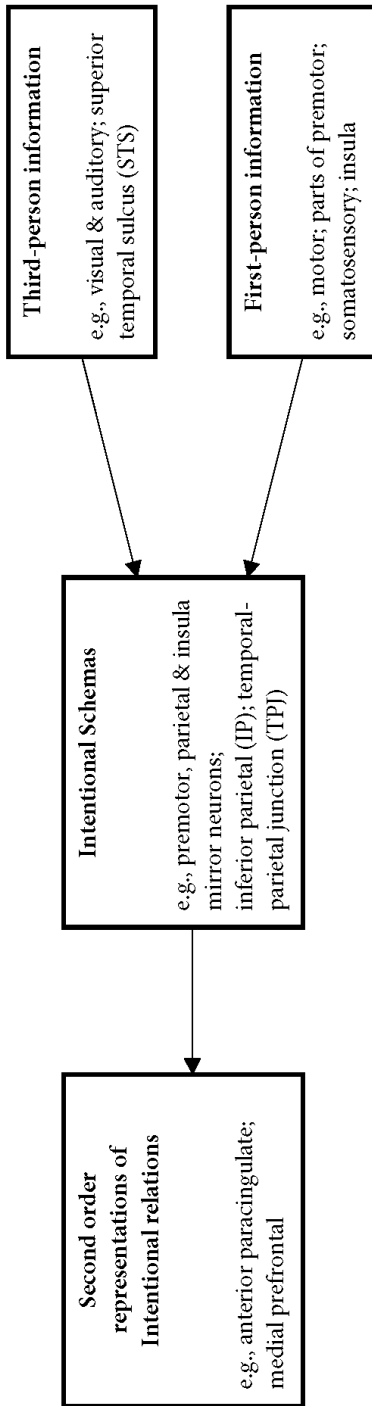 Third-person information
e.g., visual & auditory; superior
temporal sulcus (STS)
First-person information
e.g., motor; parts of premotor;
somatosensory; insula
Intentional Schemas
e.g., premotor, parietal & insula
mirror neurons;
inferior parietal (IP); temporal-
parietal junction (TPJ)
Second order
representations of
Intentional relations
e.g., anterior paracingulate;
medial prefrontal